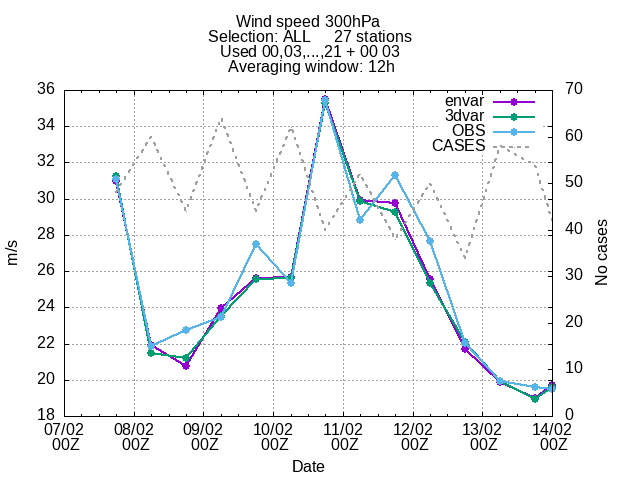 Wind speed 300hPa
Selection: ALL 27 stations
Used 00,03,...,21 + 00 03
Averaging window: 12h
36
34
32
30
28
26
24
22
20
18
m/s
70
60
50
40
30
20
10
0
No cases
envar
3dvar
OBS
CASES
07/02 08/02 09/02 10/02 11/02 12/02 13/02 14/02
00Z 00Z 00Z 00Z 00Z 00Z 00Z 00Z
Date